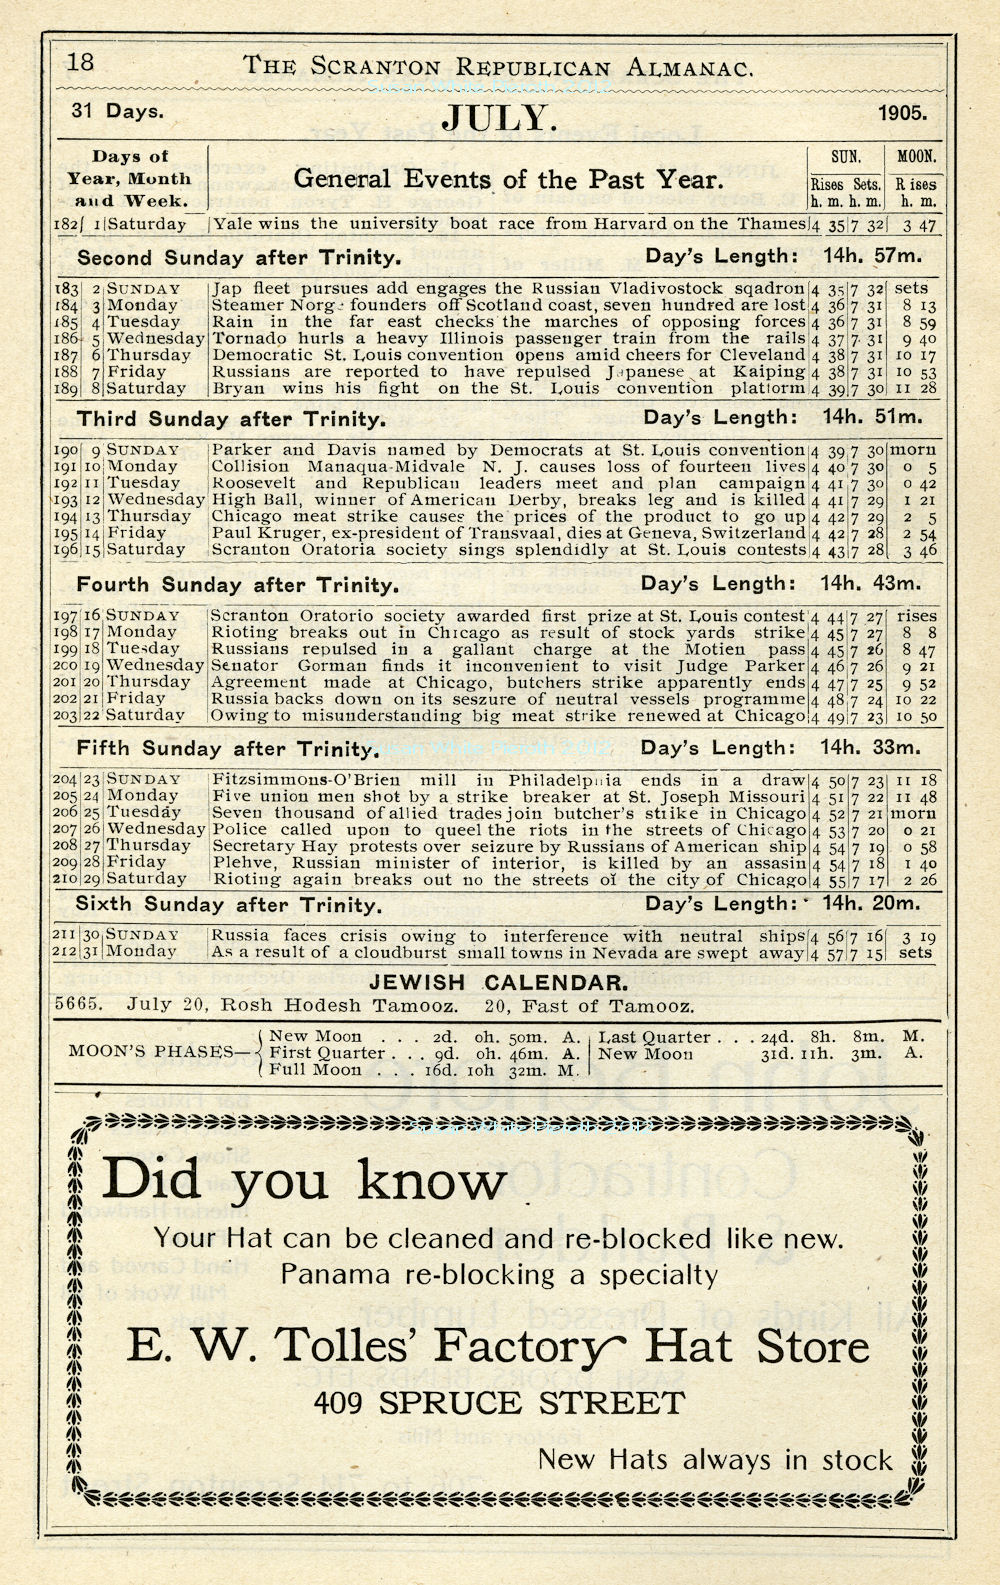 18 THE SCRANTON REPUBLICAN ALMANAC.
31 Days. JULY. 1905.
Days of Year, Month and Week. General Events of the Past Year. SUN. MOON.
Rises Sets. Rises
h. m. h. m. h. m.
182 1 Saturday Yale wins the university boat race from Harvard on the Thames 4 35 7 32 3 47
Second Sunday after Trinity. Day's Length: 14h. 57m.
183 2 SUNDAY Jap fleet pursues add engages the Russian Vladivostock sqadron 4 35 7 32 sets
184 3 Monday Steamer Norge founders off Scotland coast, seven hundred are lost 4 36 7 31 8 13
185 4 Tuesday Rain in the far east checks the marches of opposing forces 4 36 7 31 8 59
186 5 Wednesday Tornado hurls a heavy Illinois passenger train from the rails 4 37 7 31 9 40
187 6 Thursday Democratic St. Louis convention opens amid cheers for Cleveland 4 38 7 31 10 17
188 7 Friday Russians are reported to have repulsed Japanese at Kaiping 4 38 7 31 10 53
189 8 Saturday Bryan wins his fight on the St. Louis convention platform 4 39 7 30 11 28
Third Sunday after Trinity. Day's Length: 14h. 51m.
190 9 SUNDAY Parker and Davis named by Democrats at St. Louis convention 4 39 7 30 morn
191 10 Monday Collision Manaqua-Midvale N. J. causes loss of fourteen lives 4 40 7 30 0 5
192 11 Tuesday Roosevelt and Republican leaders meet and plan campaign 4 41 7 30 0 42
193 12 Wednesday High Ball, winner of American Derby, breaks leg and is killed 4 41 7 29 1 21
194 13 Thursday Chicago meat strike causes the prices of the product to go up 4 42 7 29 2 5
195 14 Friday Paul Kruger, ex-president of Transvaal, dies at Geneva, Switzerland 4 42 7 28 2 54
196 15 Saturday Scranton Oratoria society sings splendidly at St. Louis contests 4 43 7 28 3 46
Fourth Sunday after Trinity. Day's Length: 14h. 43m.
197 16 SUNDAY Scranton Oratorio society awarded first prize at St. Louis contest 4 44 7 27 rises
198 17 Monday Rioting breaks out in Chicago as result of stock yards strike 4 45 7 27 8 8
199 18 Tuesday Russians repulsed in a gallant charge at the Motien pass 4 45 7 26 8 47
200 19 Wednesday Senator Gorman finds it inconvenient to visit Judge Parker 4 46 7 26 9 21
201 20 Thursday Agreement made at Chicago, butchers strike apparently ends 4 47 7 25 9 52
202 21 Friday Russia backs down on its seszure of neutral vessels programme 4 48 7 24 10 22
203 22 Saturday Owing to misunderstanding big meat strike renewed at Chicago 4 49 7 23 10 50
Fifth Sunday after Trinity. Day's Length: 14h. 33m.
204 23 SUNDAY Fitzsimmons-O'Brien mill in Philadelphia ends in a draw 4 50 7 23 11 18
205 24 Monday Five union men shot by a strike breaker at St. Joseph Missouri 4 51 7 22 11 48
206 25 Tuesday Seven thousand of allied trades join butcher's strike in Chicago 4 52 7 21 morn
207 26 Wednesday Police called upon to queel the riots in the streets of Chicago 4 53 7 20 0 21
208 27 Thursday Secretary Hay protests over seizure by Russians of American ship 4 54 7 19 0 58
209 28 Friday Plehve, Russian minister of interior, is killed by an assasin 4 54 7 18 1 40
210 29 Saturday Rioting again breaks out no the streets of the city of Chicago 4 55 7 17 2 26
Sixth Sunday after Trinity. Day's Length: 14h. 20m.
211 30 SUNDAY Russia faces crisis owing to interference with neutral ships 4 56 7 16 3 19
212 31 Monday As a result of a cloudburst small towns in Nevada are swept away 4 57 7 15 sets
JEWISH CALENDAR.
5665. July 20, Rosh Hodesh Tamooz. 20, Fast of Tamooz.
MOON'S PHASES—
New Moon . . . 2d. 0h. 50m. A. Last Quarter . . . 24d. 8h. 8m. M.
First Quarter . . . 9d. 0h. 46m. A. New Moon 31d. 11h. 3m. A.
Full Moon . . . 16d. 10h 32m. M.
Did you know
Your Hat can be cleaned and re-blocked like new.
Panama re-blocking a specialty
E. W. Tolles' Factory Hat Store
409 SPRUCE STREET
New Hats always in stock